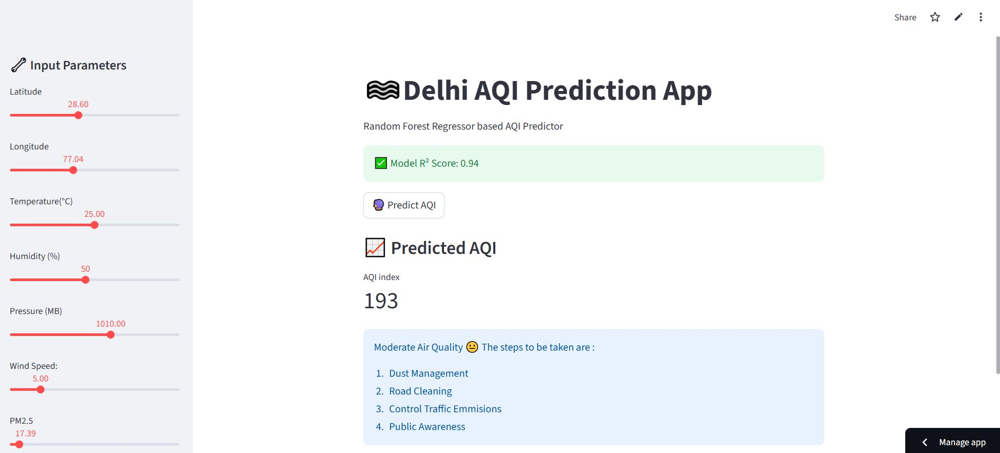 Share
Input Parameters
Latitude
28.60
Longitude
77.04
Temperature(°C)
25.00
Humidity (%)
50
Pressure (MB)
1010.00
Wind Speed:
5.00
PM2.5
17.39
Delhi AQI Prediction App
Random Forest Regressor based AQI Predictor
✅ Model R² Score: 0.94
🔮 Predict AQI
📈 Predicted AQI
AQI index
193
Moderate Air Quality 😐 The steps to be taken are :
1. Dust Management
2. Road Cleaning
3. Control Traffic Emmisions
4. Public Awareness
Manage app